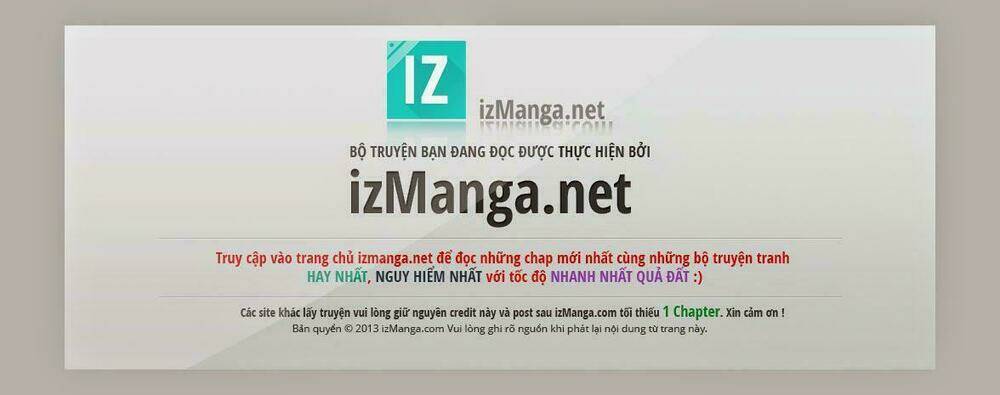 IZ
izManga.net
BỘ TRUYỆN BẠN ĐANG ĐỌC ĐƯỢC THỰC HIỆN BỞI
izManga.net
Truy cập vào trang chủ izmanga.net để đọc những chap mới nhất cùng những bộ truyện tranh
HAY NHẤT, NGUY HIỂM NHẤT với tốc độ NHANH NHẤT QUẢ ĐẤT :)
Các site khác lấy truyện vui lòng giữ nguyên credit này và post sau izManga.com tối thiếu 1 Chapter. Xin cảm ơn !
Bản quyển © 2013 izManga.com Vui lòng ghi rõ nguồn khi phát lại nội dung từ trang này.